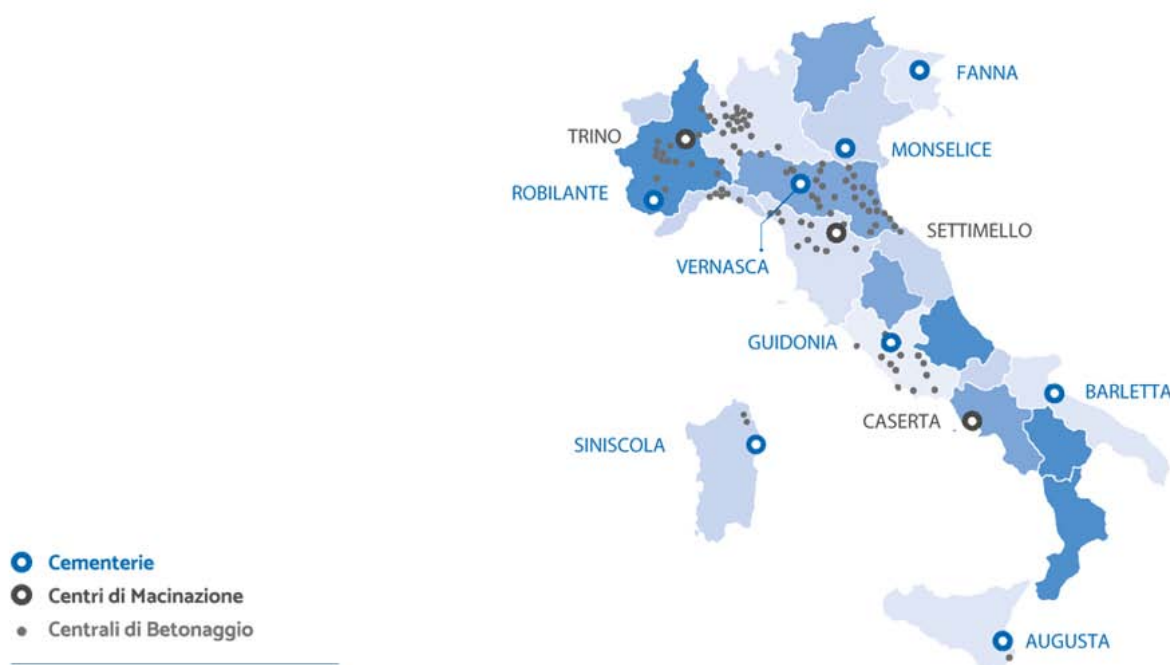 FANNA
TRINO
MONSELICE
ROBILANTE
SETTIMELLO
VERNASCA
GUIDONIA
BARLETTA
CASERTA
SINISCOLA
Cementerie
Centri di Macinazione
Centrali di Betonaggio
AUGUSTA